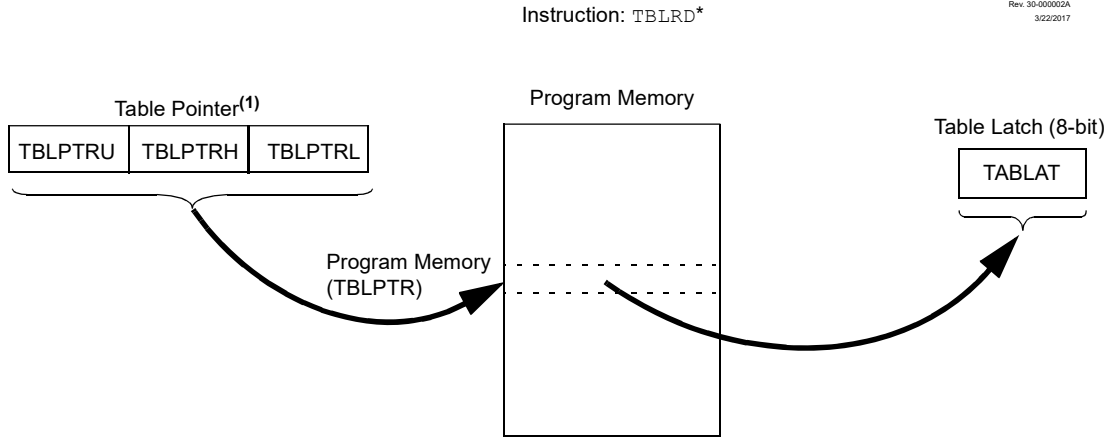 Instruction: TBLRD*
Rev. 30-000002A
3/22/2017
Table Pointer(1)
Program Memory
Table Latch (8-bit)
TBLPTRU TBLPTRH TBLPTRL
TABLAT
Program Memory
(TBLPTR)